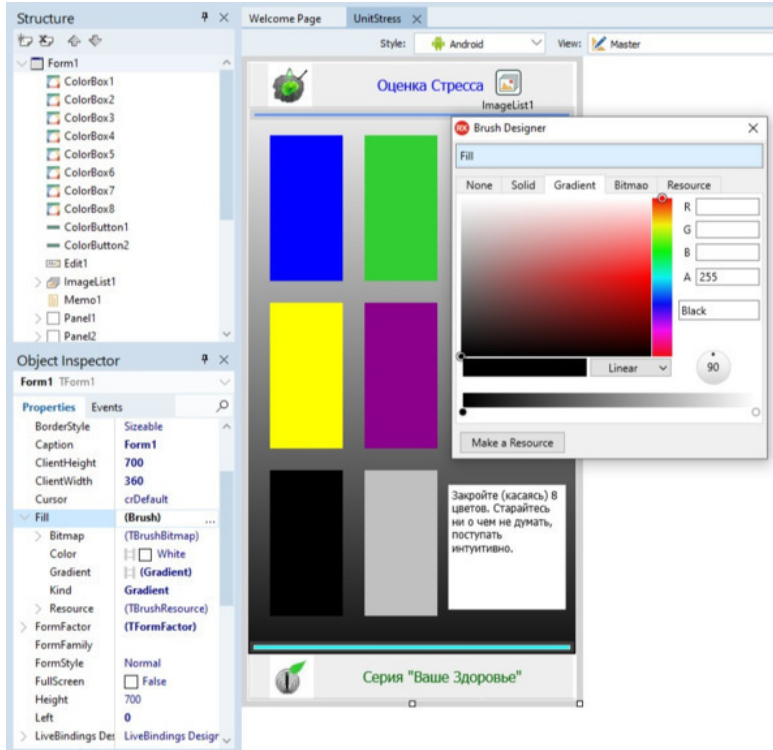 Structure
Form1
ColorBox1
ColorBox2
ColorBox3
ColorBox4
ColorBox5
ColorBox6
ColorBox7
ColorBox8
ColorButton1
ColorButton2
Edit1
ImageList1
Memo1
Panel1
Panel2
Object Inspector
Form1 TForm1
Properties Events
BorderStyle Sizeable
Caption Form1
ClientHeight 700
ClientWidth 360
Cursor crDefault
Fill (Brush) ...
Bitmap (TBrushBitmap)
Color White
Gradient (Gradient)
Kind Gradient
Resource (TBrushResource)
FormFactor (TFormFactor)
FormFamily
FormStyle Normal
FullScreen False
Height 700
Left 0
LiveBindings Des LiveBindings Desigr
Welcome Page UnitStress
Style: Android View: Master
Оценка Стресса
ImageList1
RX Brush Designer
Fill
None Solid Gradient Bitmap Resource
R
G
B
A 255
Black
Linear 90
Make a Resource
Закройте (касаясь) 8
цветов. Старайтесь
ни о чем не думать,
поступать
интуитивно.
Серия "Ваше Здоровье"